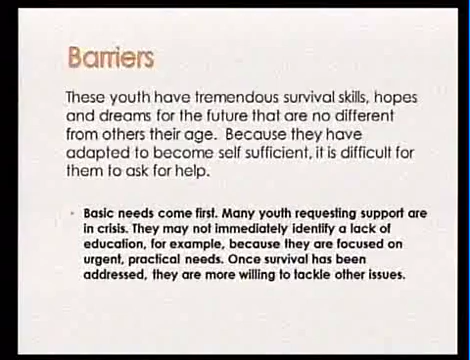 Barriers
These youth have tremendous survival skills, hopes
and dreams for the future that are no different
from others their age.  Because they have
adapted to become self sufficient, it is difficult for
them to ask for help.
• Basic needs come first. Many youth requesting support are
in crisis. They may not immediately identify a lack of
education, for example, because they are focused on
urgent, practical needs. Once survival has been
addressed, they are more willing to tackle other issues.